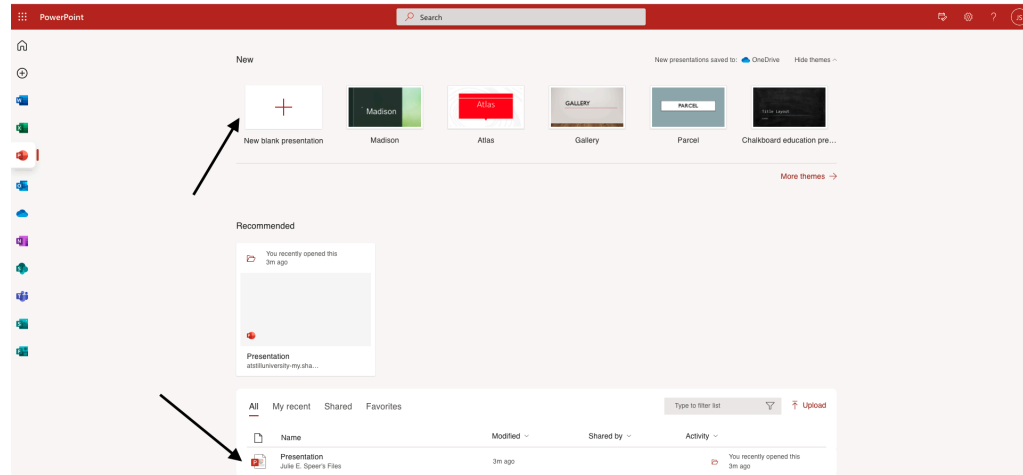 PowerPoint
Search
JS
New
New presentations saved to: OneDrive
Hide themes
Madison
Atlas
GALLERY
PARCEL
Title Layout
New blank presentation
Madison
Atlas
Gallery
Parcel
Chalkboard education pre...
More themes
Recommended
You recently opened this
3m ago
Presentation
atstilluniversity-my.sha...
All
My recent
Shared
Favorites
Type to filter list
Upload
Name
Modified
Shared by
Activity
Presentation
Julie E. Speer's Files
3m ago
You recently opened this
3m ago